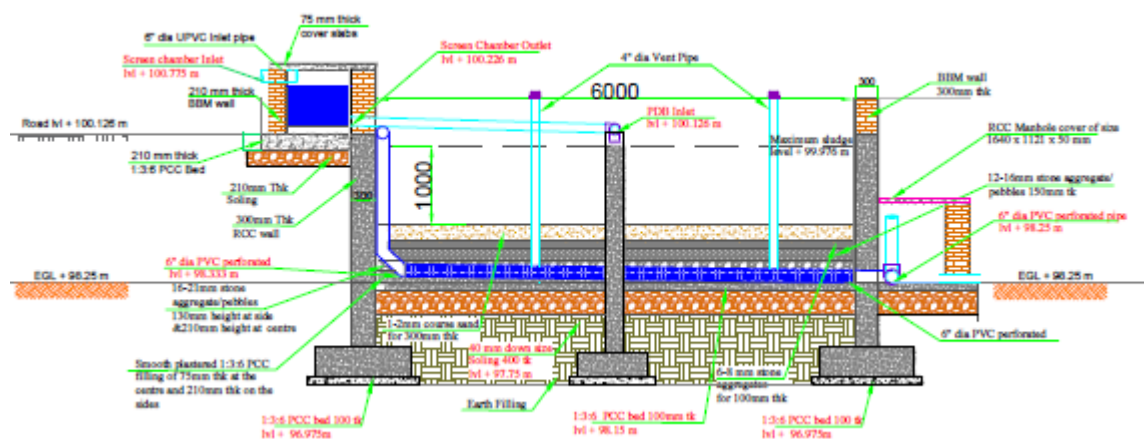 75 mm thick
cover slabs
6" dia UPVC Inlet pipe
Screen chamber Inlet
lvl + 100.775 m
210 mm thick
BBM wall
Road lvl + 100.126 m
210 mm thick
1:3:6 PCC Bed
210mm Thk
Soling
300mm Thk
RCC wall
300
Screen Chamber Outlet
lvl + 100.226 m
4" dia Vent Pipe
6000
PDB Inlet
lvl + 100.126 m
1000
Maximum sludge
level + 99.976 m
300
BBM wall
300mm thk
RCC Manhole cover of size
1640 x 1121 x 50 mm
12-16mm stone aggregate/
pebbles 150mm tk
6" dia PVC perforated pipe
lvl + 98.25 m
EGL + 98.25 m
6" dia PVC perforated
lvl + 98.333 m
16-21mm stone
aggregate/pebbles
130mm height at side
&210mm height at centre
EGL + 98.25 m
6" dia PVC perforated
Smooth plastered 1:3:6 PCC
filling of 75mm thk at the
centre and 210mm thk on the
sides
1-2mm course sand
for 300mm thk
40 mm down size
Soling 400 tk
lvl + 97.75 m
Earth Filling
6-8 mm stone
aggregates
for 100mm thk
1:3:6 PCC bed 100 tk
lvl + 96.975m
1:3:6 PCC bed 100mm tk
lvl + 98.15 m
1:3:6 PCC bed 100 tk
lvl + 96.975m